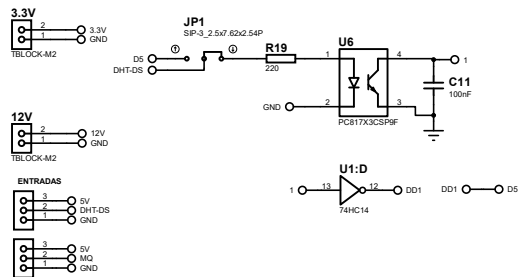 3.3V
2 3.3V
1 GND
TBLOCK-M2
JP1
SIP-3_2.5x7.62x2.54P
D5
DHT-DS
R19
220
U6
1
2
4
3
GND
PC817X3CSP9F
1
C11
100nF
12V
2 12V
1 GND
TBLOCK-M2
ENTRADAS
3 5V
2 DHT-DS
1 GND
3 5V
2 MQ
1 GND
U1:D
1 13 12 DD1
74HC14
DD1 D5